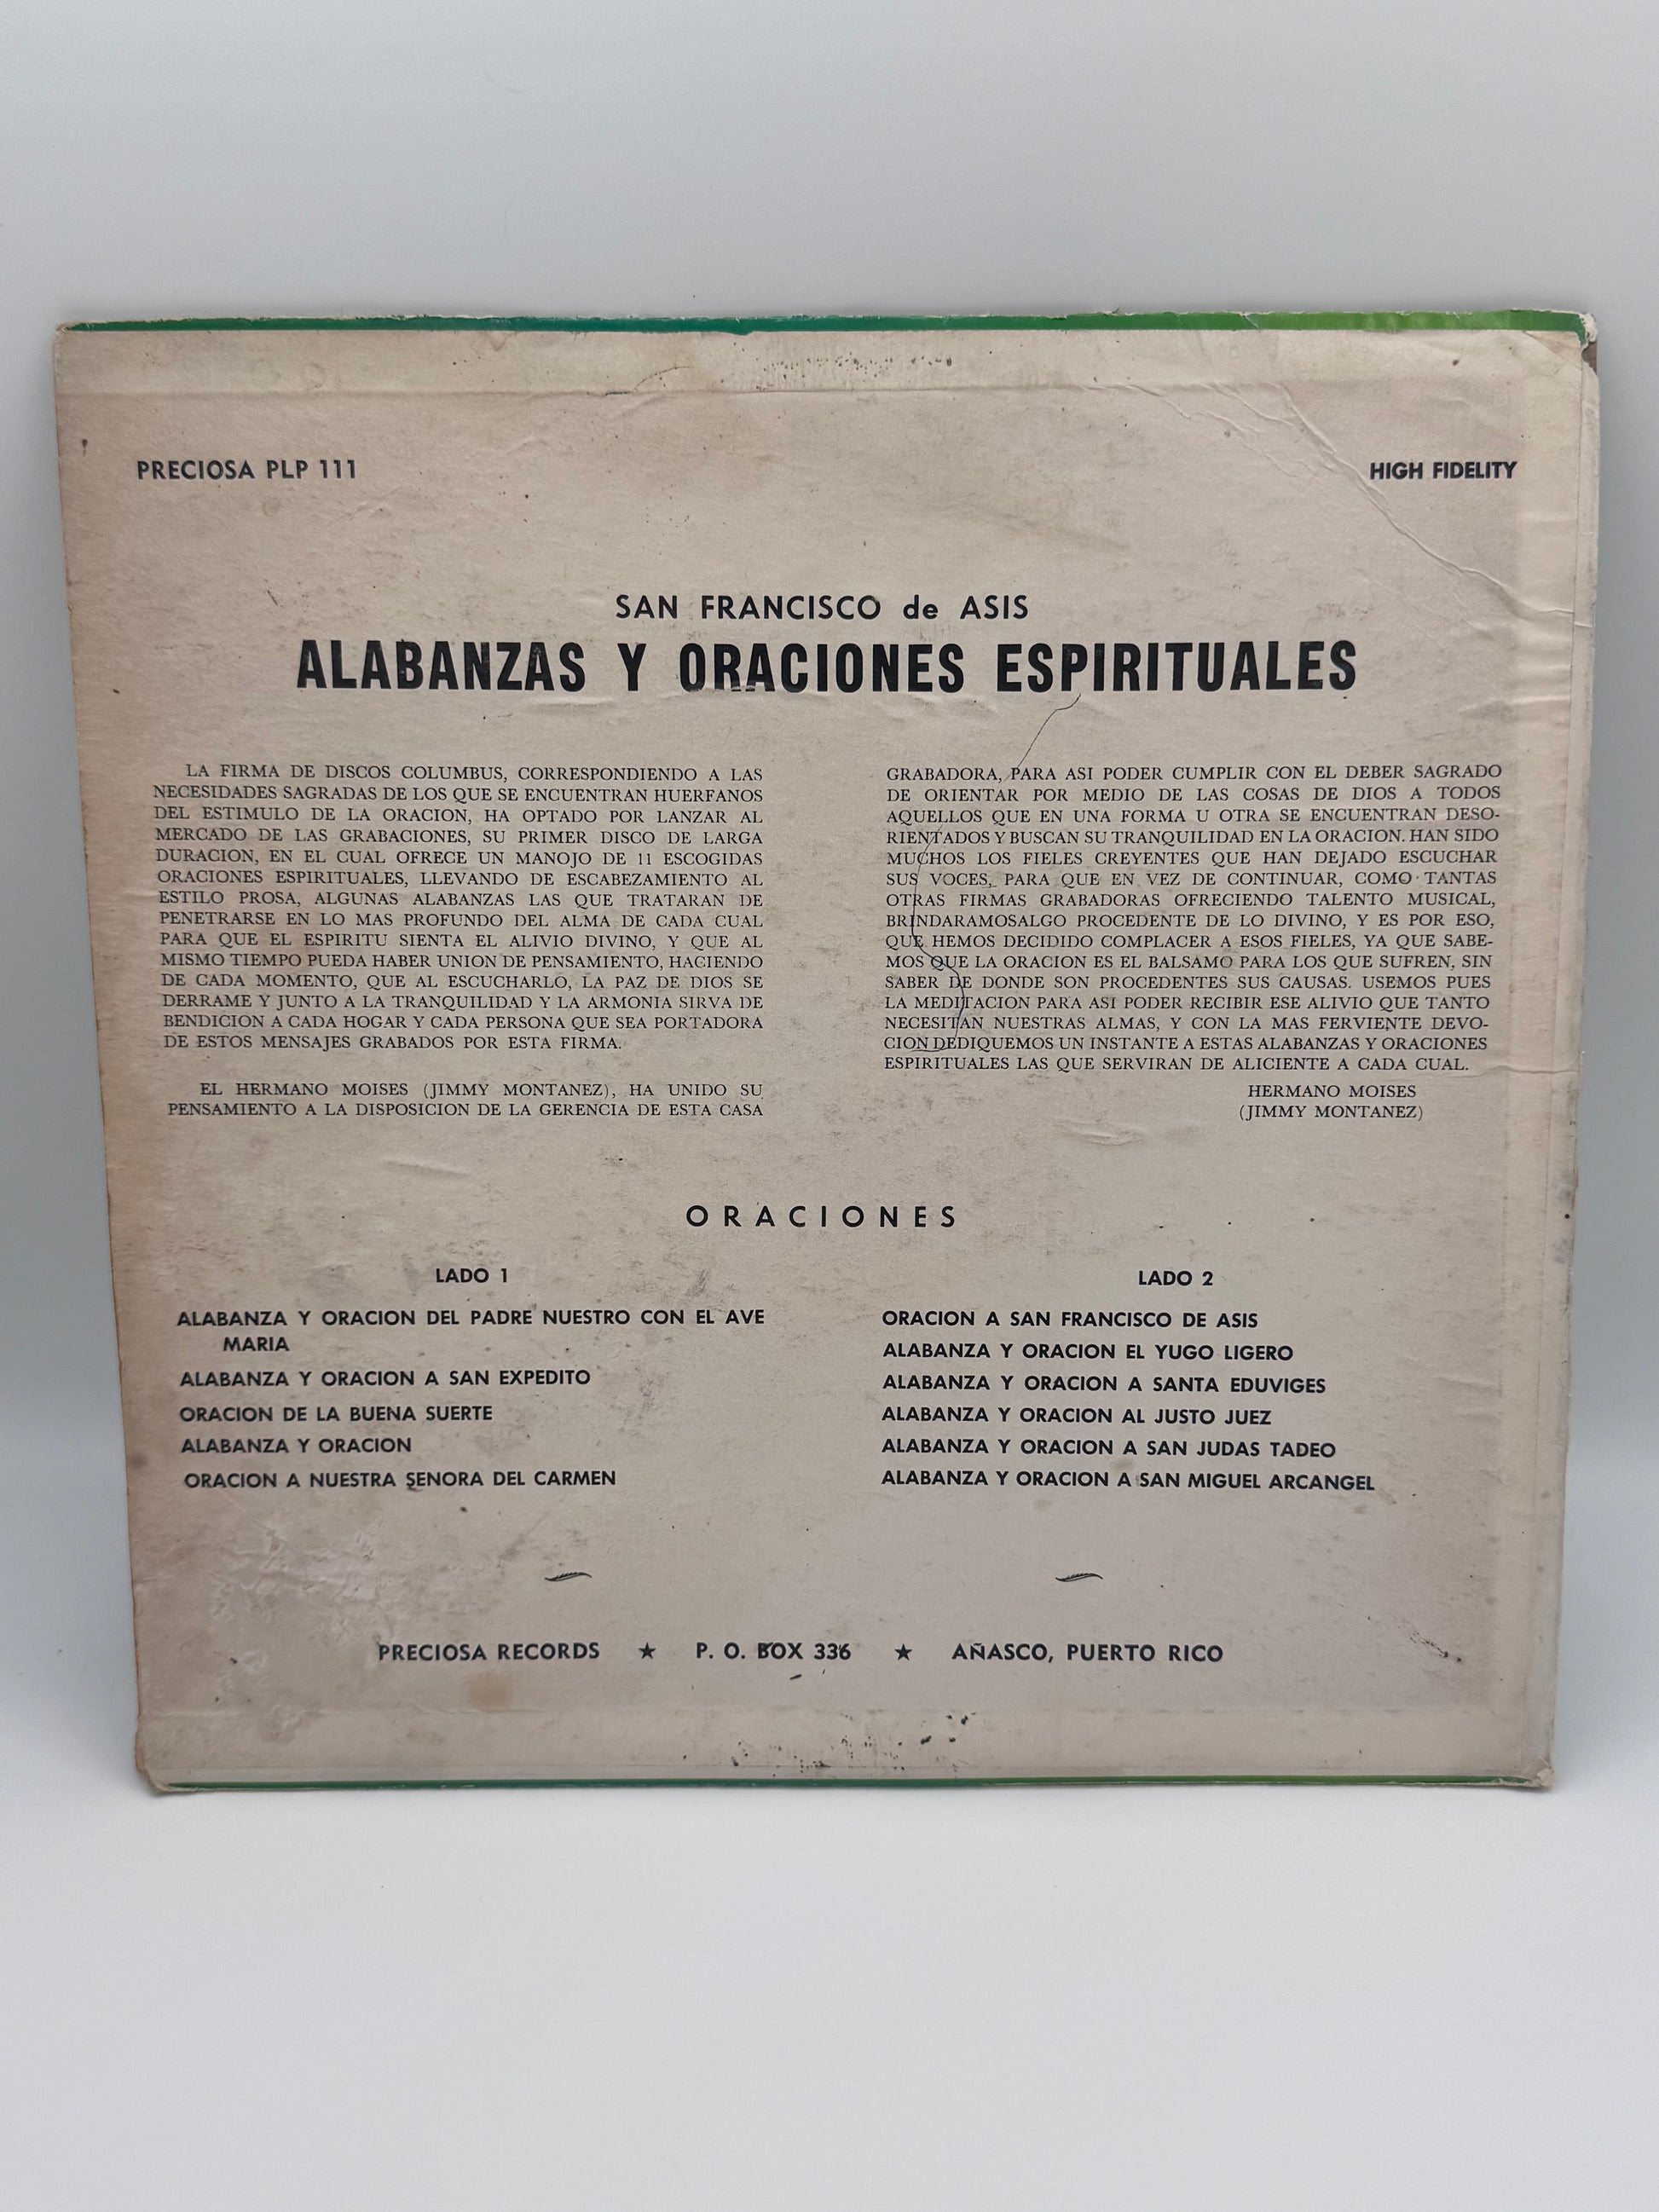 PRECIOSA PLP 111
HIGH FIDELITY
SAN FRANCISCO de ASIS
ALABANZAS Y ORACIONES ESPIRITUALES
LA FIRMA DE DISCOS COLUMBUS, CORRESPONDIENDO A LAS
NECESIDADES SAGRADAS DE LOS QUE SE ENCUENTRAN HUERFANOS
DEL ESTIMULO DE LA ORACION, HA OPTADO POR LANZAR AL
MERCADO DE LAS GRABACIONES, SU PRIMER DISCO DE LARGA
DURACION, EN EL CUAL OFRECE UN MANOJO DE 11 ESCOGIDAS
ORACIONES ESPIRITUALES, LLEVANDO DE ESCABEZAMIENTO AL
ESTILO PROSA, ALGUNAS ALABANZAS LAS QUE TRATARAN DE
PENETRARSE EN LO MAS PROFUNDO DEL ALMA DE CADA CUAL
PARA QUE EL ESPIRITU SIENTA EL ALIVIO DIVINO, Y QUE AL
MISMO TIEMPO PUEDA HABER UNION DE PENSAMIENTO, HACIENDO
DE CADA MOMENTO, QUE AL ESCUCHARLO, LA PAZ DE DIOS SE
DERRAME Y JUNTO A LA TRANQUILIDAD Y LA ARMONIA SIRVA DE
BENDICION A CADA HOGAR Y CADA PERSONA QUE SEA PORTADORA
DE ESTOS MENSAJES GRABADOS POR ESTA FIRMA.
EL HERMANO MOISES (JIMMY MONTANEZ), HA UNIDO SU
PENSAMIENTO A LA DISPOSICION DE LA GERENCIA DE ESTA CASA
GRABADORA, PARA ASI PODER CUMPLIR CON EL DEBER SAGRADO
DE ORIENTAR POR MEDIO DE LAS COSAS DE DIOS A TODOS
AQUELLOS QUE EN UNA FORMA U OTRA SE ENCUENTRAN DESO-
RIENTADOS Y BUSCAN SU TRANQUILIDAD EN LA ORACION. HAN SIDO
MUCHOS LOS FIELES CREYENTES QUE HAN DEJADO ESCUCHAR
SUS VOCES, PARA QUE EN VEZ DE CONTINUAR, COMO TANTAS
OTRAS FIRMAS GRABADORAS OFRECIENDO TALENTO MUSICAL,
BRINDARAMOSALGO PROCEDENTE DE LO DIVINO, Y ES POR ESO,
QUE HEMOS DECIDIDO COMPLACER A ESOS FIELES, YA QUE SABE-
MOS QUE LA ORACION ES EL BALSAMO PARA LOS QUE SUFREN, SIN
SABER DE DONDE SON PROCEDENTES SUS CAUSAS. USEMOS PUES
LA MEDITACION PARA ASI PODER RECIBIR ESE ALIVIO QUE TANTO
NECESITAN NUESTRAS ALMAS, Y CON LA MAS FERVIENTE DEVO-
CION DEDIQUEMOS UN INSTANTE A ESTAS ALABANZAS Y ORACIONES
ESPIRITUALES LAS QUE SERVIRAN DE ALICIENTE A CADA CUAL.
HERMANO MOISES
(JIMMY MONTANEZ)
ORACIONES
LADO 1
ALABANZA Y ORACION DEL PADRE NUESTRO CON EL AVE
MARIA
ALABANZA Y ORACION A SAN EXPEDITO
ORACION DE LA BUENA SUERTE
ALABANZA Y ORACION
ORACION A NUESTRA SENORA DEL CARMEN
LADO 2
ORACION A SAN FRANCISCO DE ASIS
ALABANZA Y ORACION EL YUGO LIGERO
ALABANZA Y ORACION A SANTA EDUVIGES
ALABANZA Y ORACION AL JUSTO JUEZ
ALABANZA Y ORACION A SAN JUDAS TADEO
ALABANZA Y ORACION A SAN MIGUEL ARCANGEL
PRECIOSA RECORDS ★ P. O. BOX 336 ★ AÑASCO, PUERTO RICO